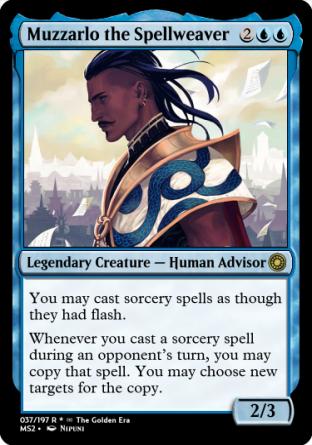 Muzzarlo the Spellweaver 2
Legendary Creature — Human Advisor
You may cast sorcery spells as though
they had flash.
Whenever you cast a sorcery spell
during an opponent's turn, you may
copy that spell. You may choose new
targets for the copy.
2/3
037/197 R * The Golden Era
MS2 • Nipuni